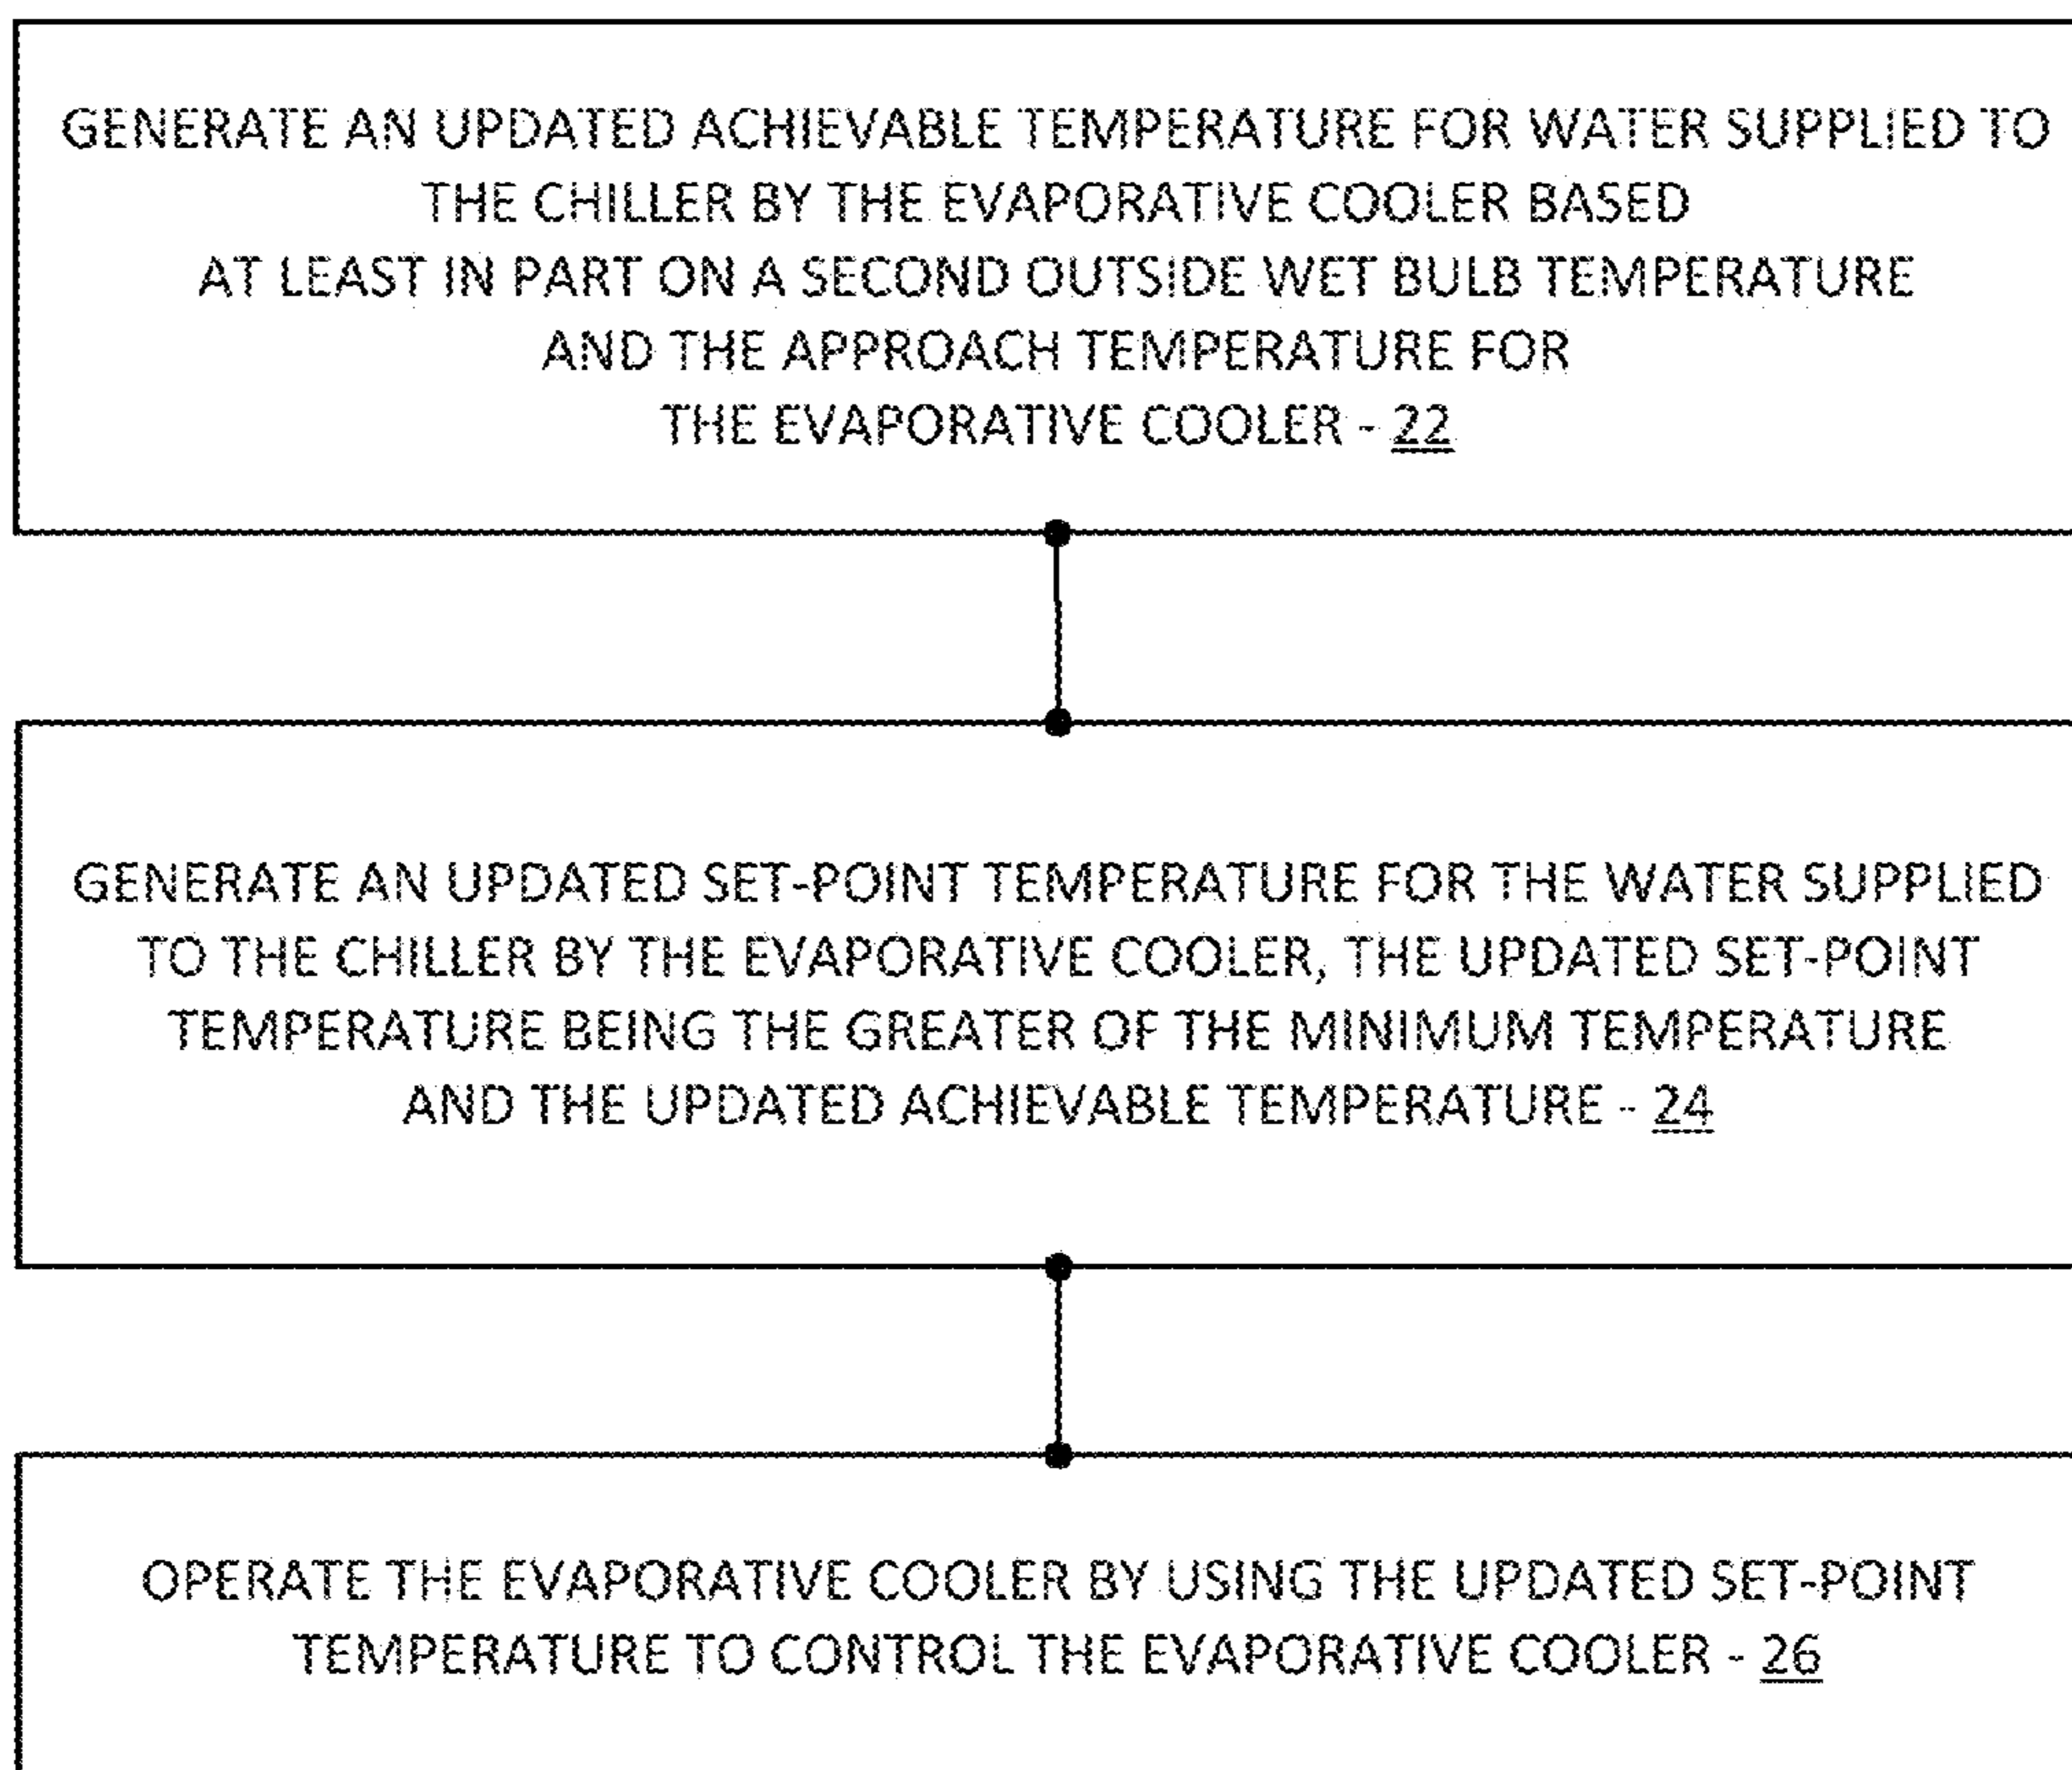 GENERATE AN UPDATED ACHIEVABLE TEMPERATURE FOR WATER SUPPLIED TO
THE CHILLER BY THE EVAPORATIVE COOLER BASED
AT LEAST IN PART ON A SECOND OUTSIDE WET BULB TEMPERATURE
AND THE APPROACH TEMPERATURE FOR
THE EVAPORATIVE COOLER - 22
GENERATE AN UPDATED SET-POINT TEMPERATURE FOR THE WATER SUPPLIED
TO THE CHILLER BY THE EVAPORATIVE COOLER, THE UPDATED SET-POINT
TEMPERATURE BEING THE GREATER OF THE MINIMUM TEMPERATURE
AND THE UPDATED ACHIEVABLE TEMPERATURE - 24
OPERATE THE EVAPORATIVE COOLER BY USING THE UPDATED SET-POINT
TEMPERATURE TO CONTROL THE EVAPORATIVE COOLER - 26